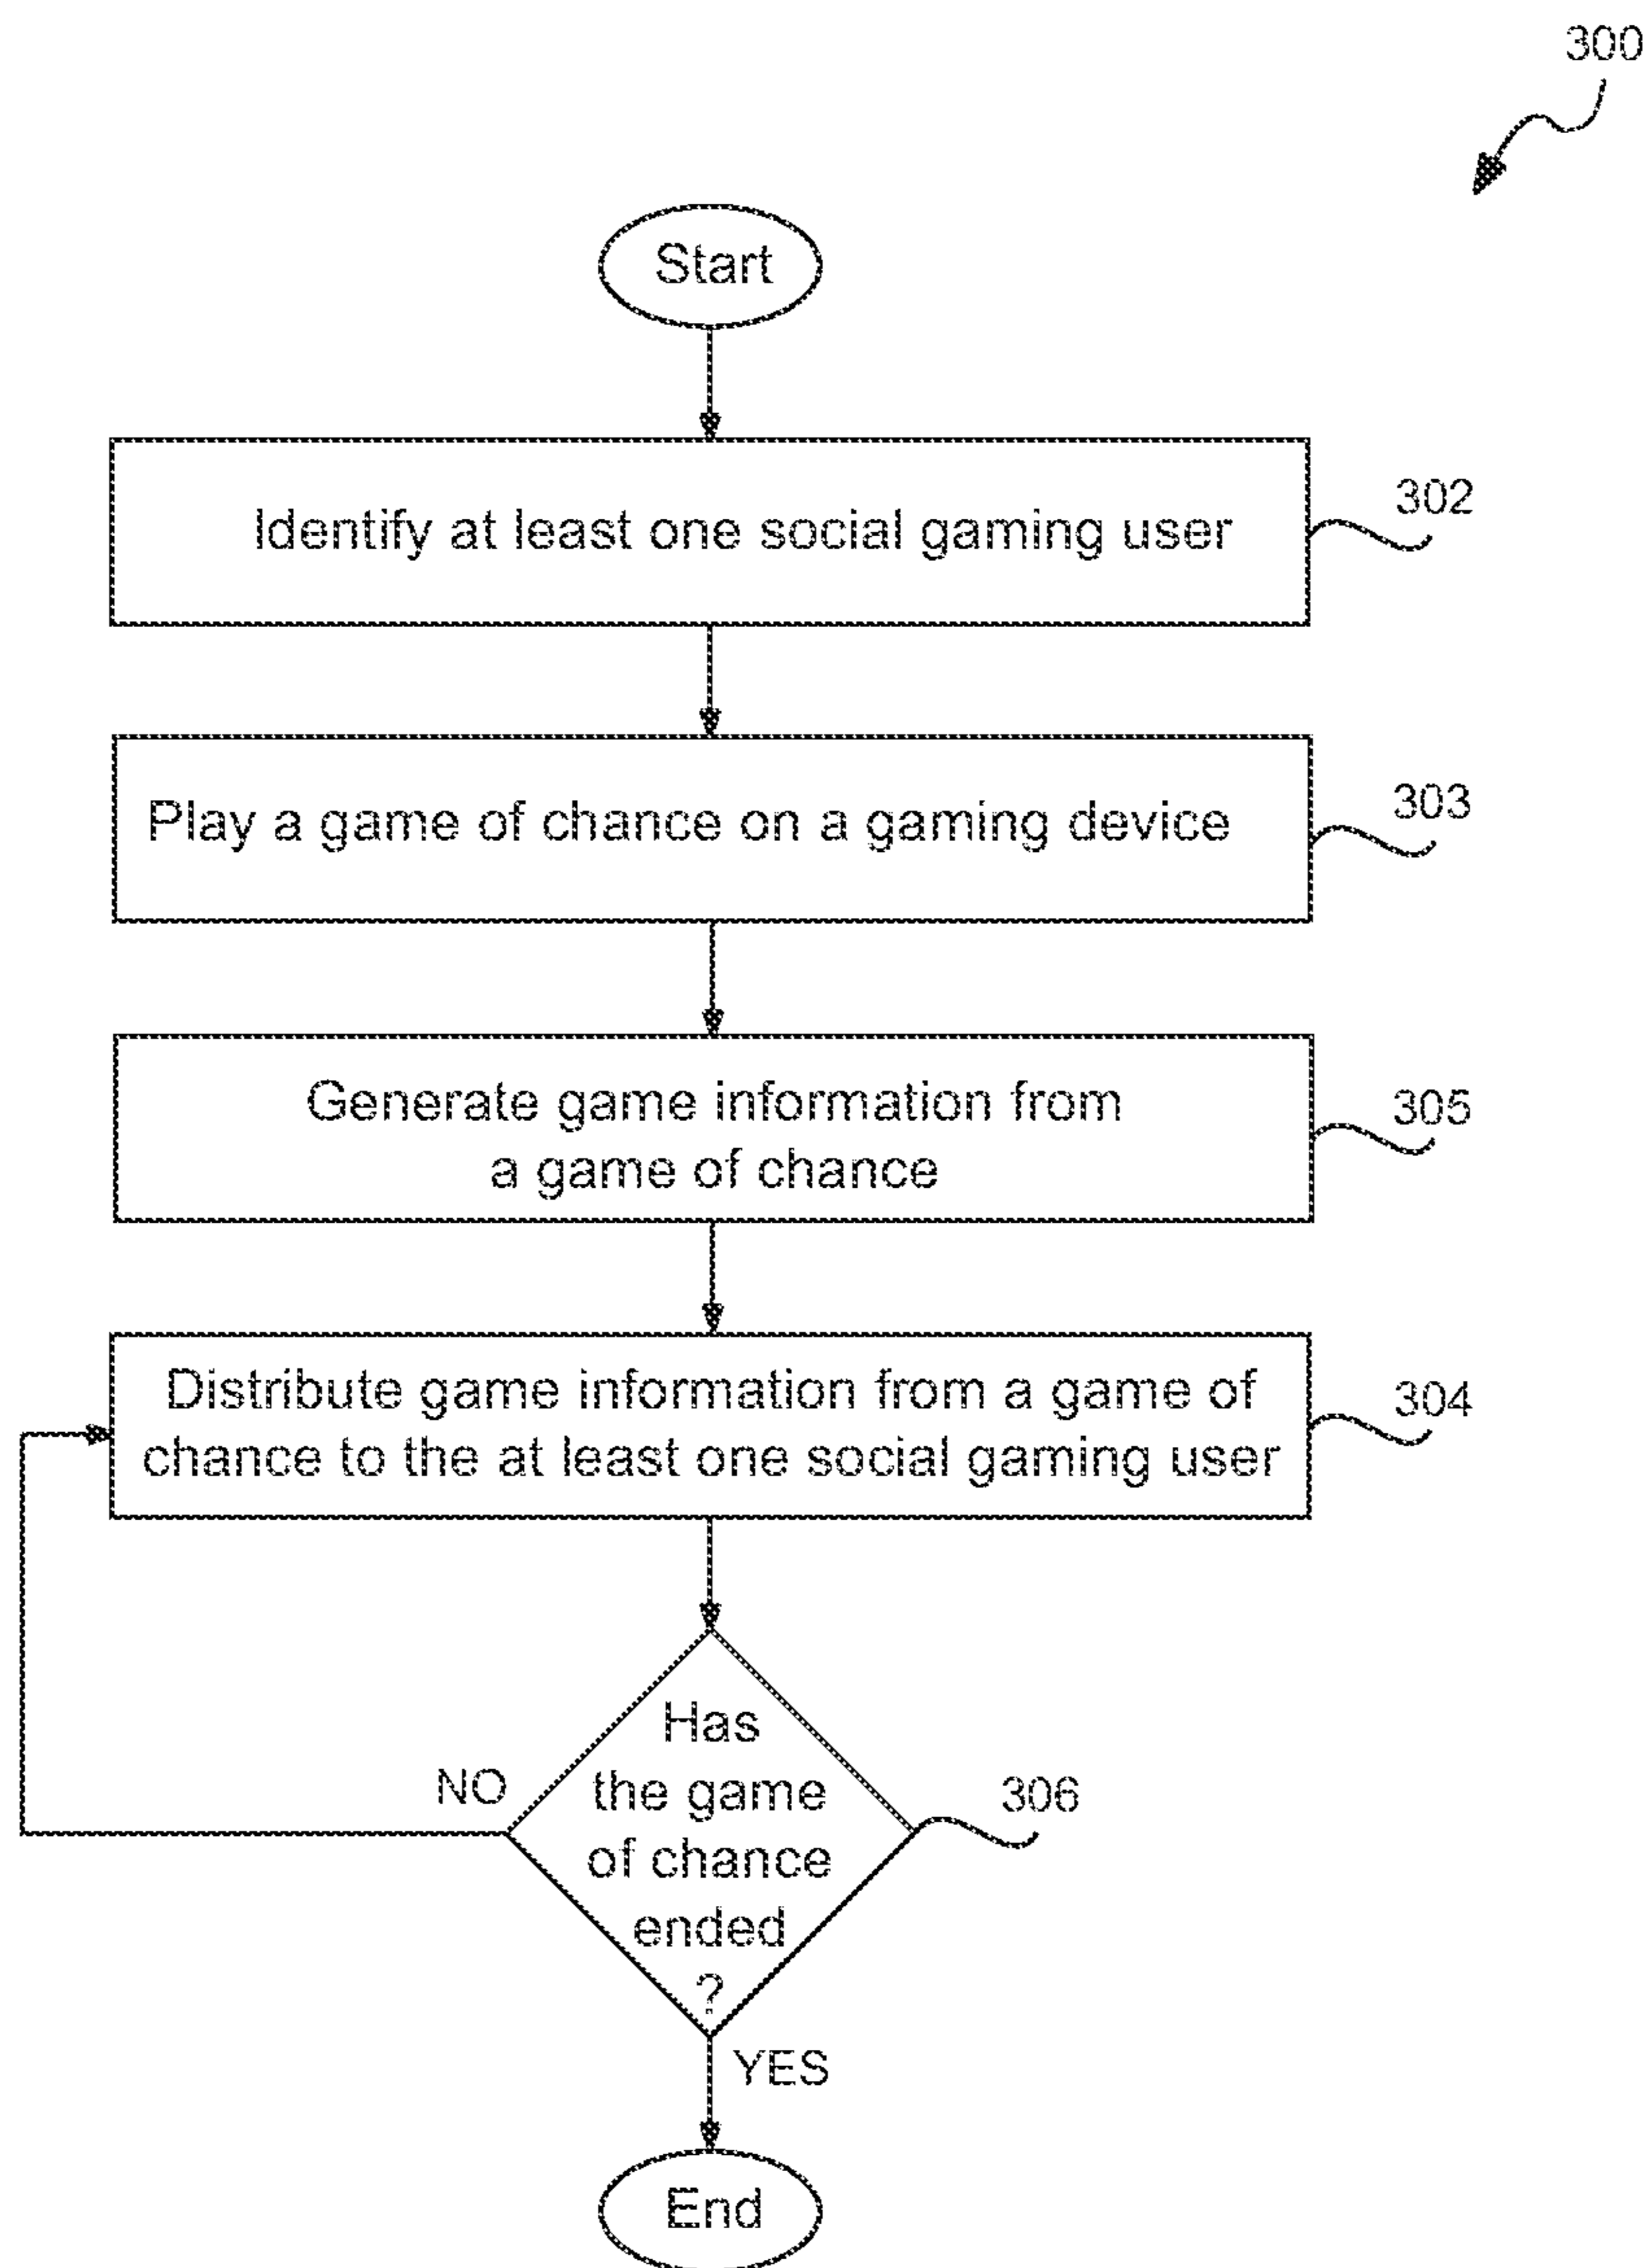 300
Start
Identify at least one social gaming user
302
Play a game of chance on a gaming device
303
Generate game information from
a game of chance
305
Distribute game information from a game of
chance to the at least one social gaming user
304
Has
the game
of chance
ended
?
NO
306
YES
End